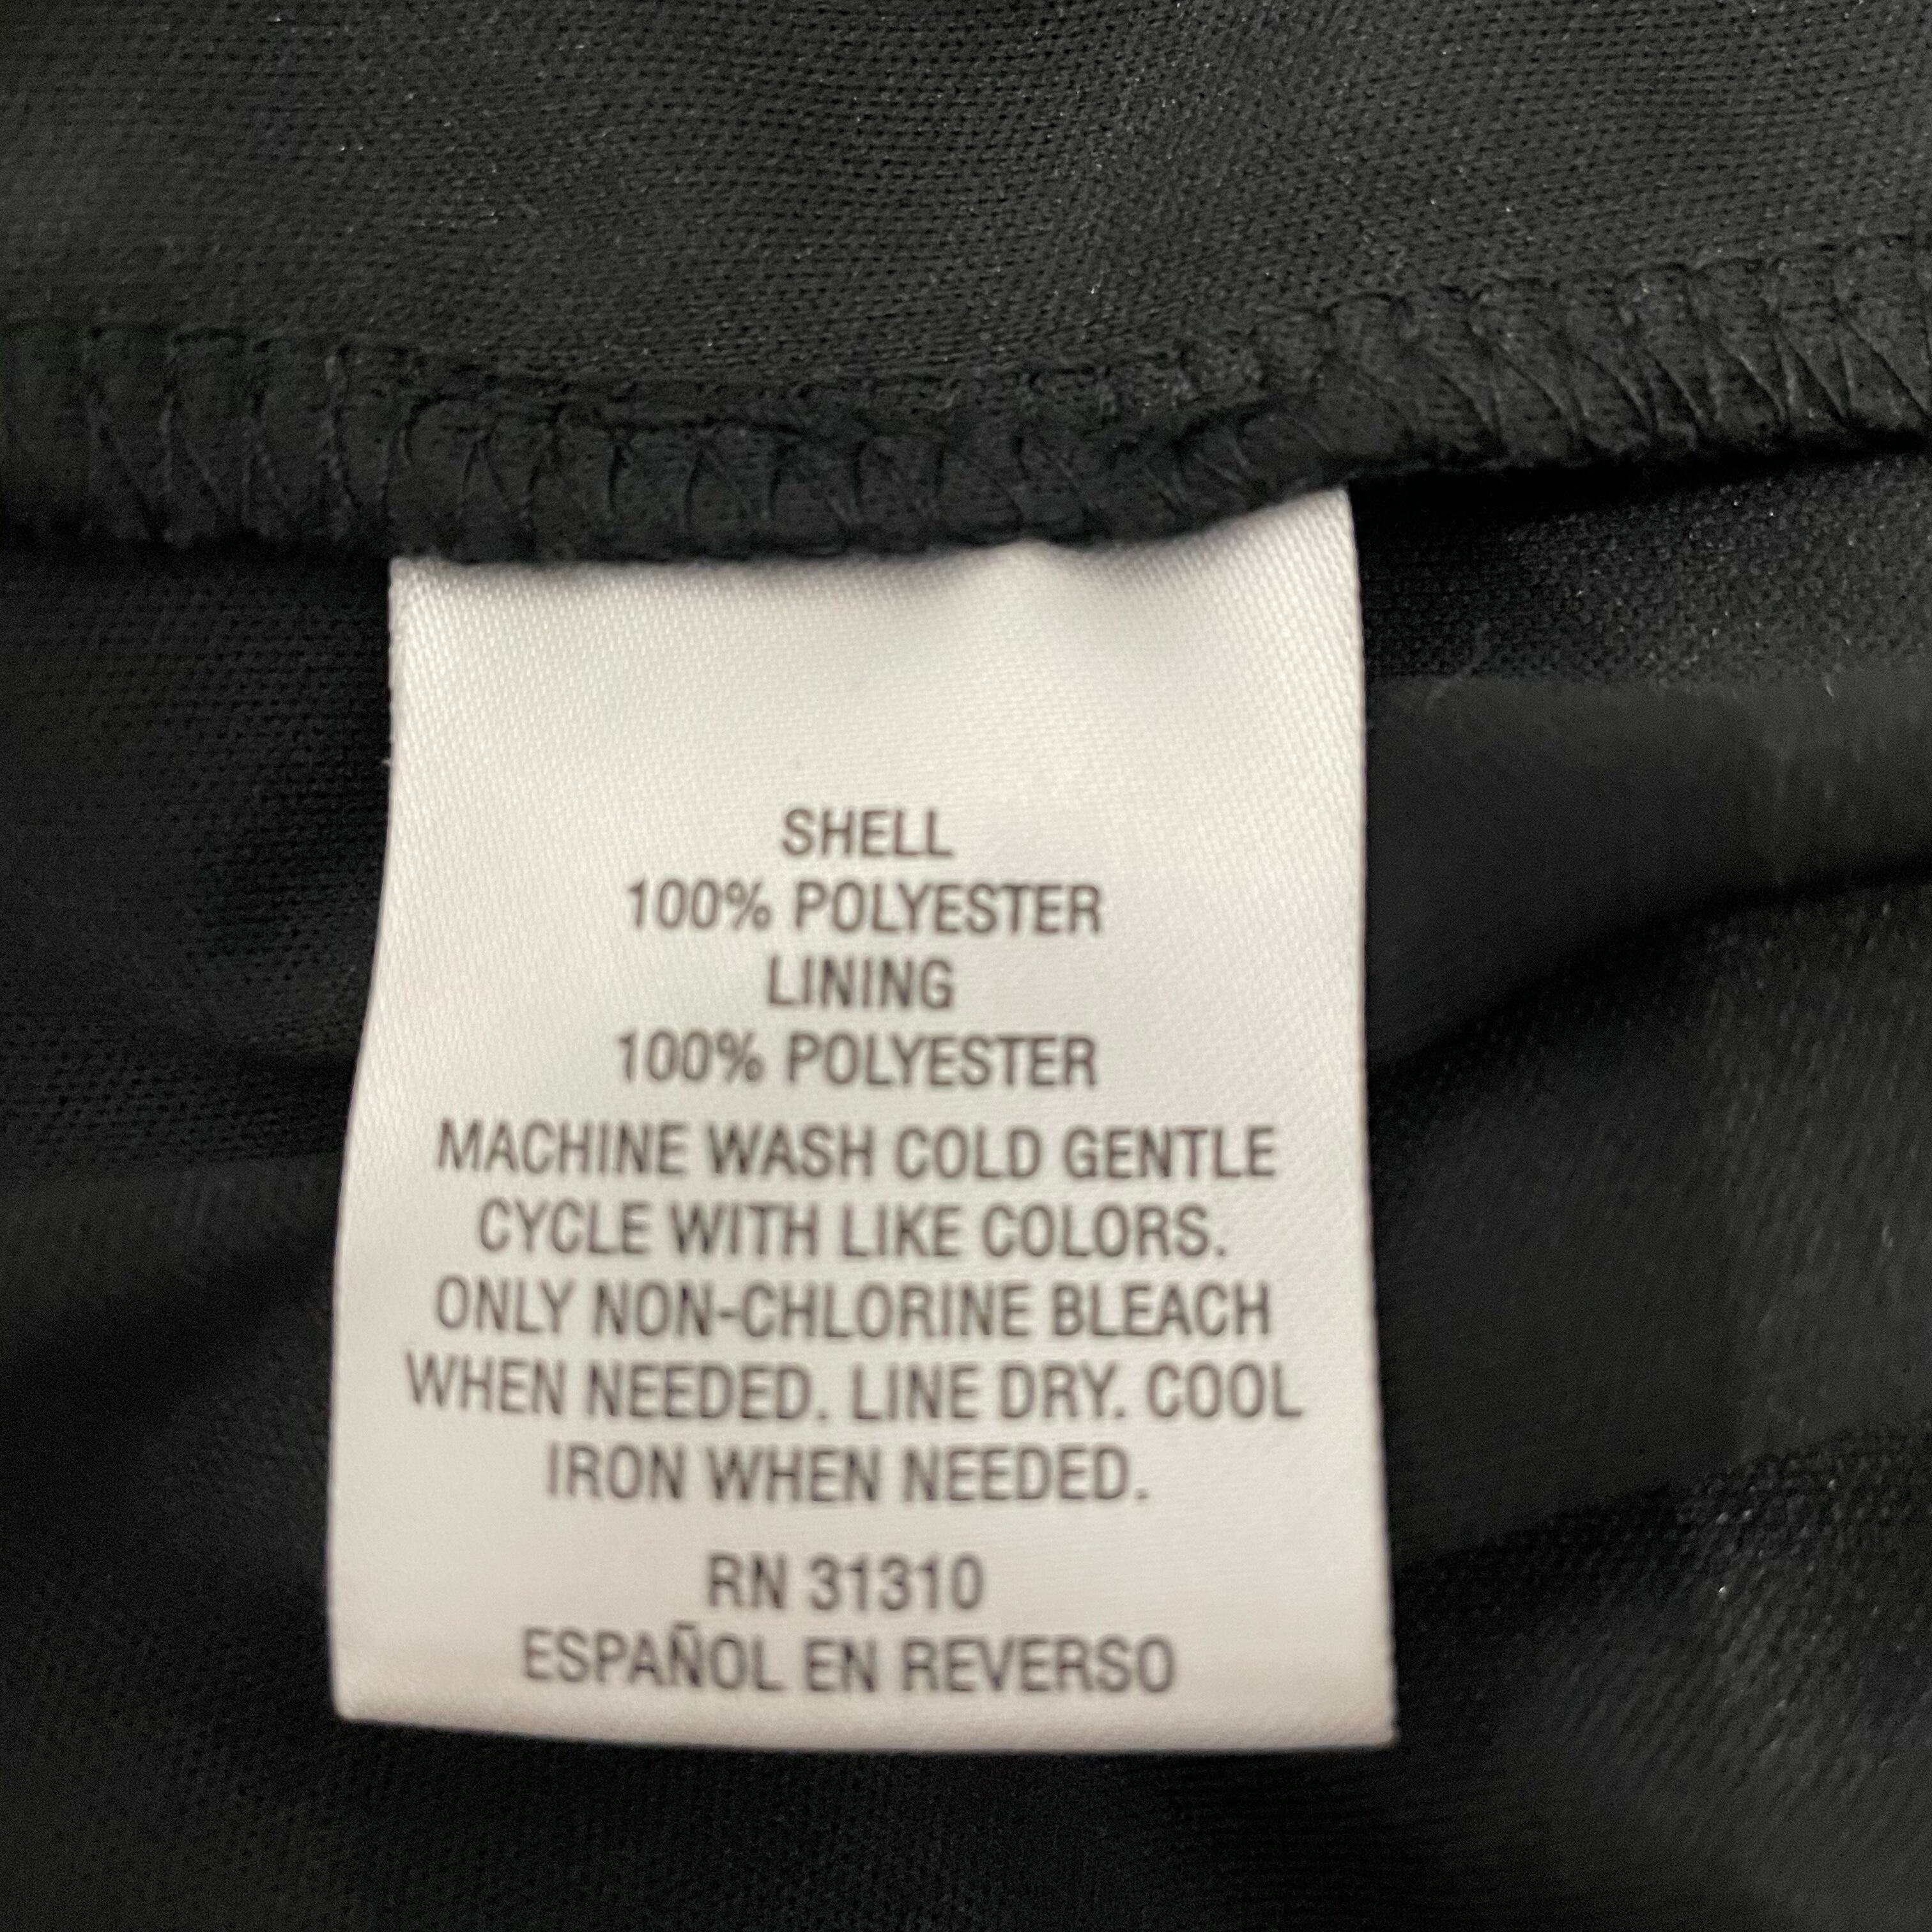 SHELL
100% POLYESTER
LINING
100% POLYESTER
MACHINE WASH COLD GENTLE
CYCLE WITH LIKE COLORS.
ONLY NON-CHLORINE BLEACH
WHEN NEEDED. LINE DRY. COOL
IRON WHEN NEEDED.
RN 31310
ESPAÑOL EN REVERSO